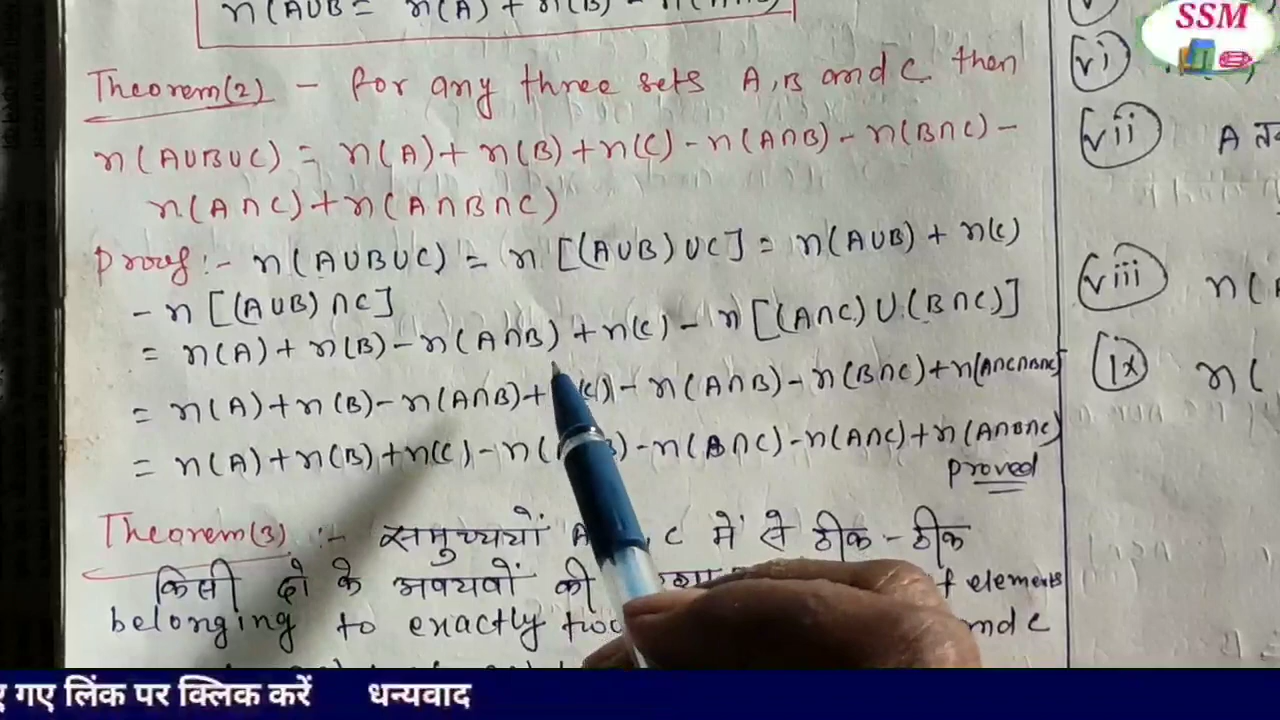 n(AUB = n(A) + n(B) -
SSM
Theorem(2) - for any three sets A, B and C then
n(AUBUC) = n(A) + n(B) + n(C) - n(A∩B) - n(B∩C) -
n(A∩C) + n(A∩B∩C)
Proof :- n(AUBUC) = n [(AUB) UC] = n(AUB) + n(C)
- n [(AUB) ∩C]
= n(A) + n(B) - n(A∩B) + n(C) - n [(A∩C) U (B∩C)]
= n(A) + n(B) - n(A∩B) + (C) - n(A∩B) - n(B∩C) + n(A∩C∩B∩C)
= n(A) + n(B) + n(C) - n( B) - n(B∩C) - n(A∩C) + n(A∩B∩C)
proved
Theorem(3) :- समुच्चयों A , C में से ठीक - ठीक
किसी दो के अवयवों की f elements
belonging to exactly two and C
(vi)
(vii) A
(viii) n(
(ix) n(
गए लिंक पर क्लिक करें धन्यवाद